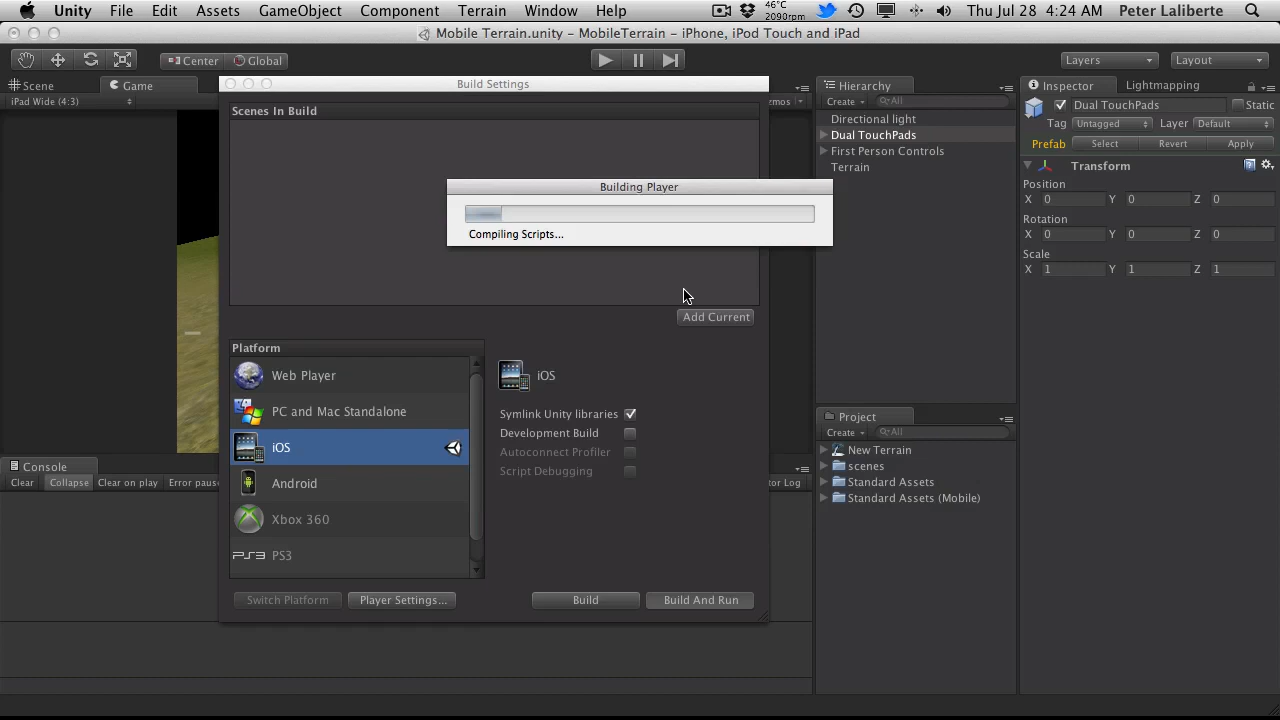 Unity File Edit Assets GameObject Component Terrain Window Help 46°C 2090rpm Thu Jul 28 4:24 AM Peter Laliberte
Mobile Terrain.unity - MobileTerrain - iPhone, iPod Touch and iPad
Center Global Layers Layout
Scene Game
iPad Wide (4:3) zmos
Build Settings
Scenes In Build
Building Player
Compiling Scripts...
Add Current
Platform
Web Player
PC and Mac Standalone
iOS
Android
Xbox 360
PS3
iOS
Symlink Unity libraries
Development Build
Autoconnect Profiler
Script Debugging
Switch Platform Player Settings... Build Build And Run
Console
Clear Collapse Clear on play Error pause tor Log
Hierarchy
Create All
Directional light
Dual TouchPads
First Person Controls
Terrain
Project
Create All
New Terrain
scenes
Standard Assets
Standard Assets (Mobile)
Inspector Lightmapping
Dual TouchPads Static
Tag Untagged Layer Default
Prefab Select Revert Apply
Transform
Position
X 0 Y 0 Z 0
Rotation
X 0 Y 0 Z 0
Scale
X 1 Y 1 Z 1